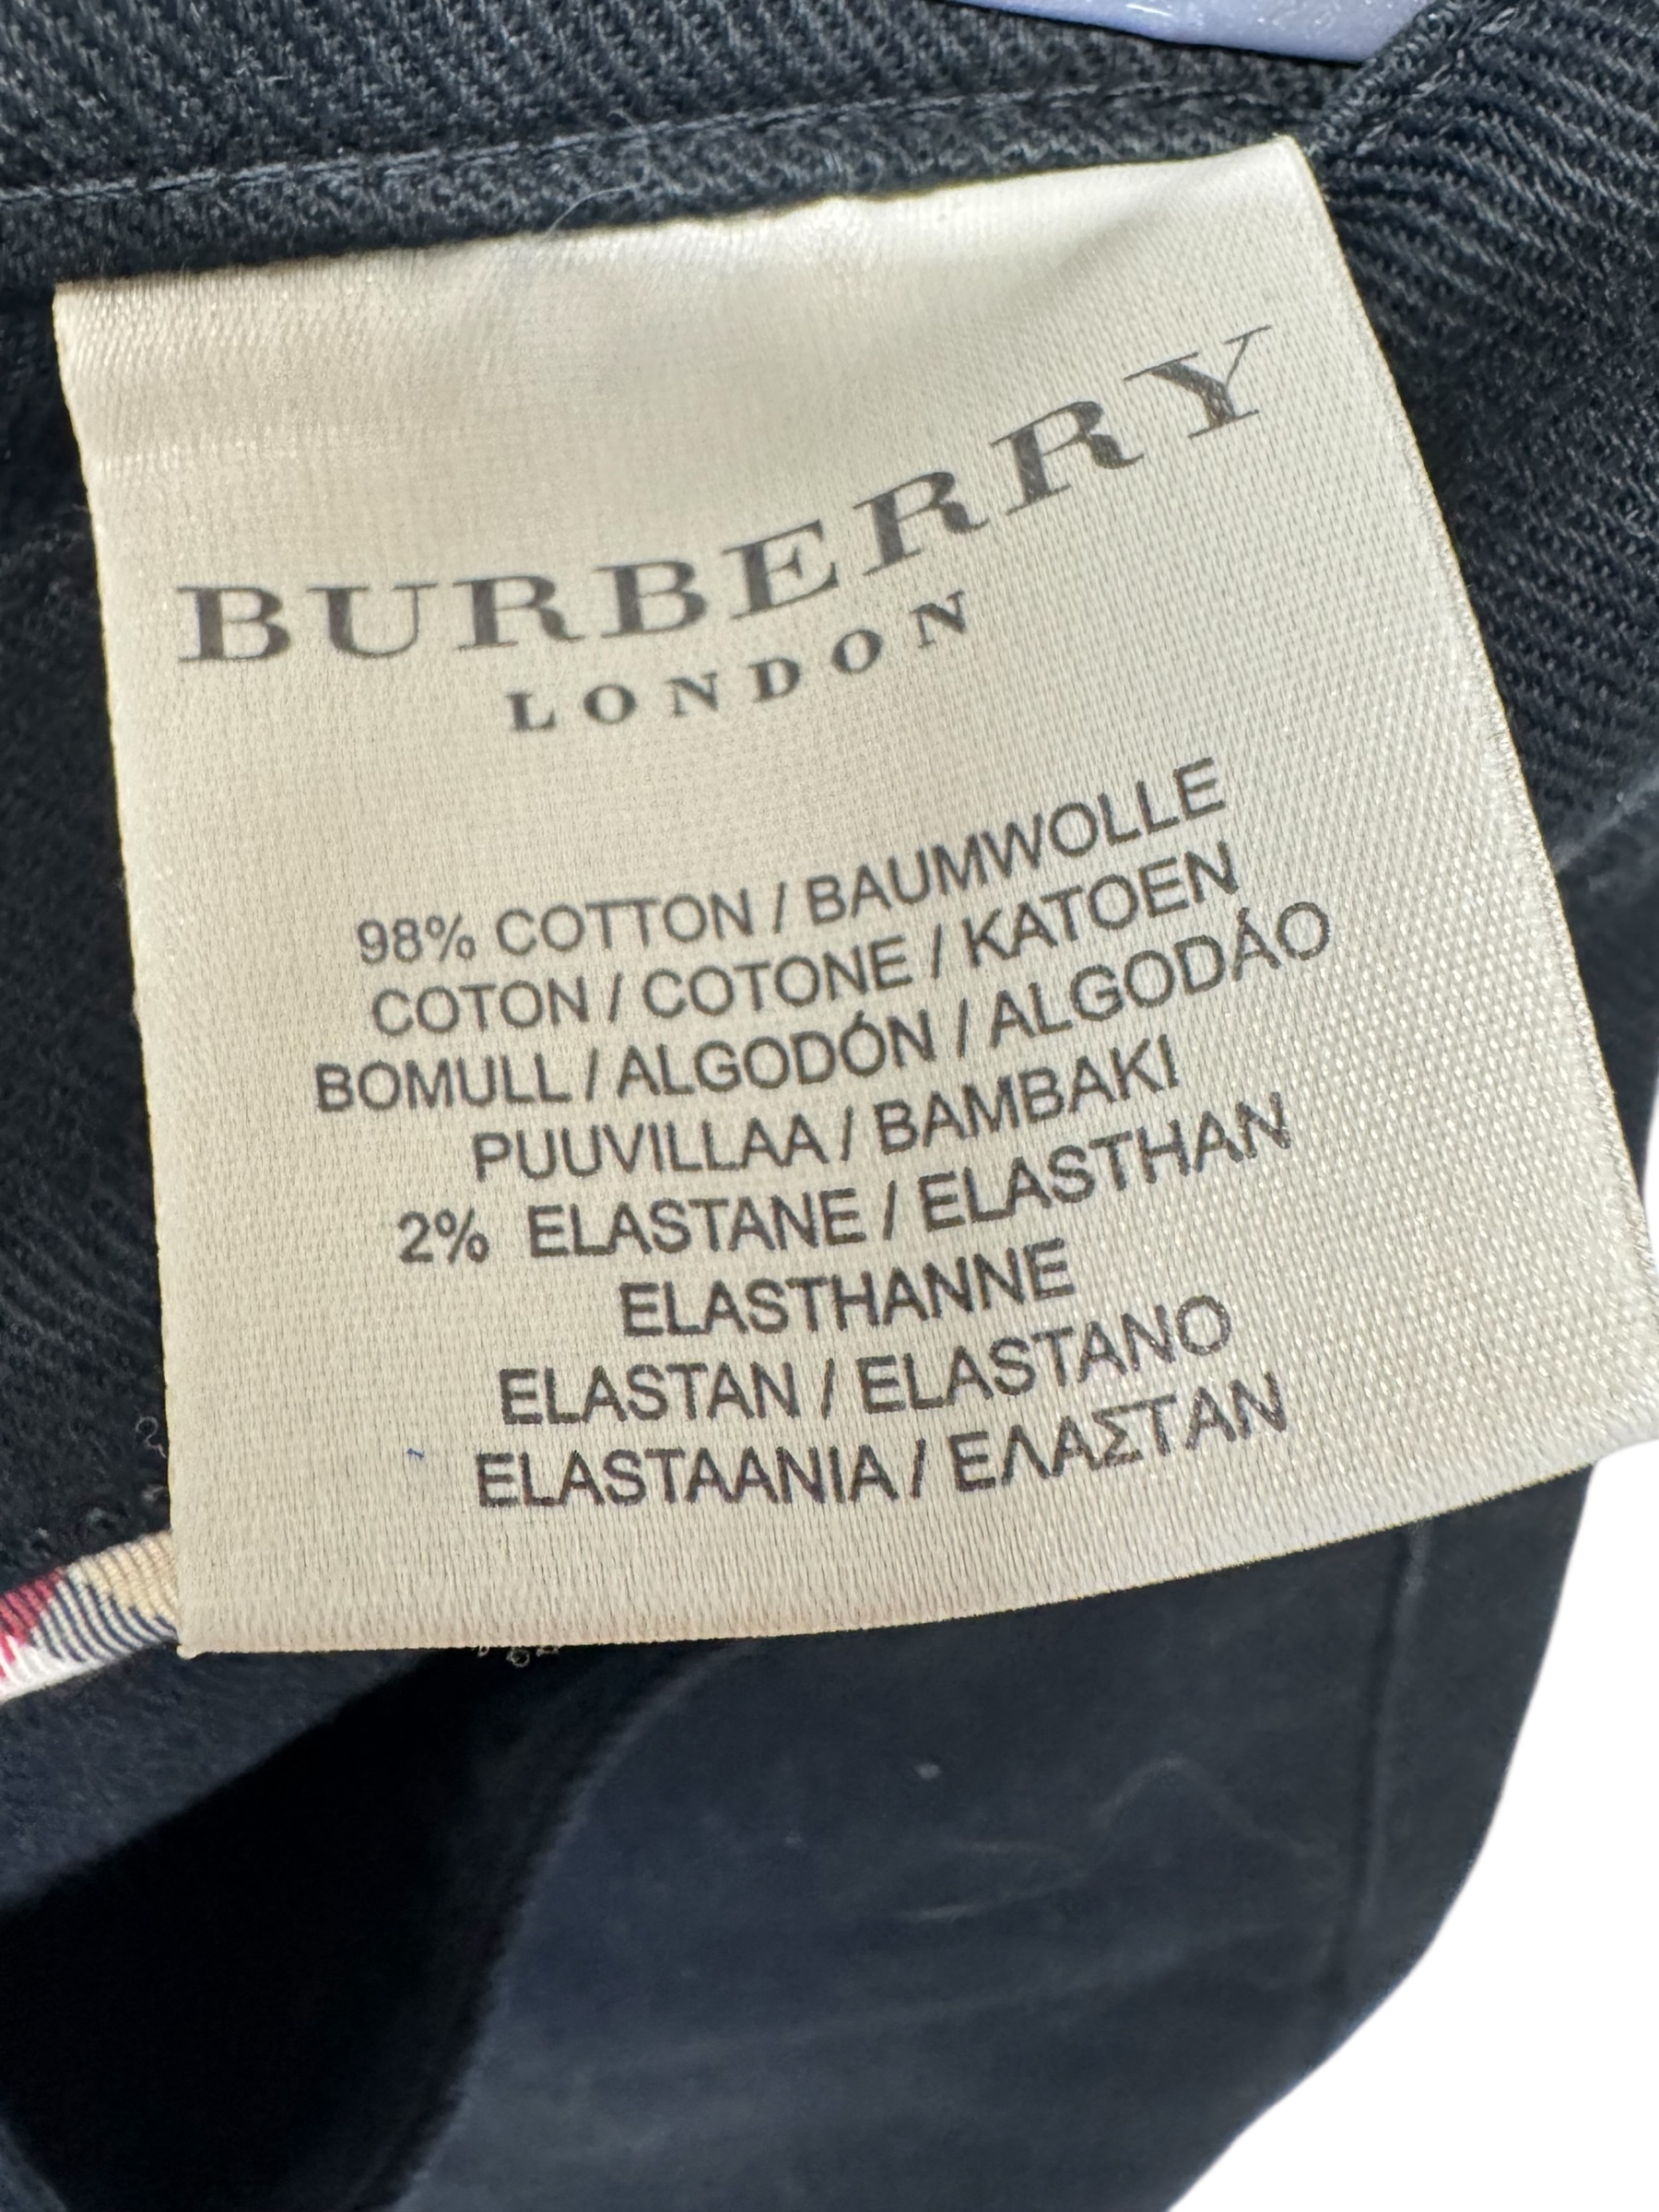 BURBERRY
LONDON
98% COTTON / BAUMWOLLE
COTON / COTONE / KATOEN
BOMULL / ALGODÓN / ALGODÁO
PUUVILLAA / BAMBAKI
2% ELASTANE / ELASTHAN
ELASTHANNE
ELASTAN / ELASTANO
ELASTAANIA / ΕΛΑΣΤΑΝ